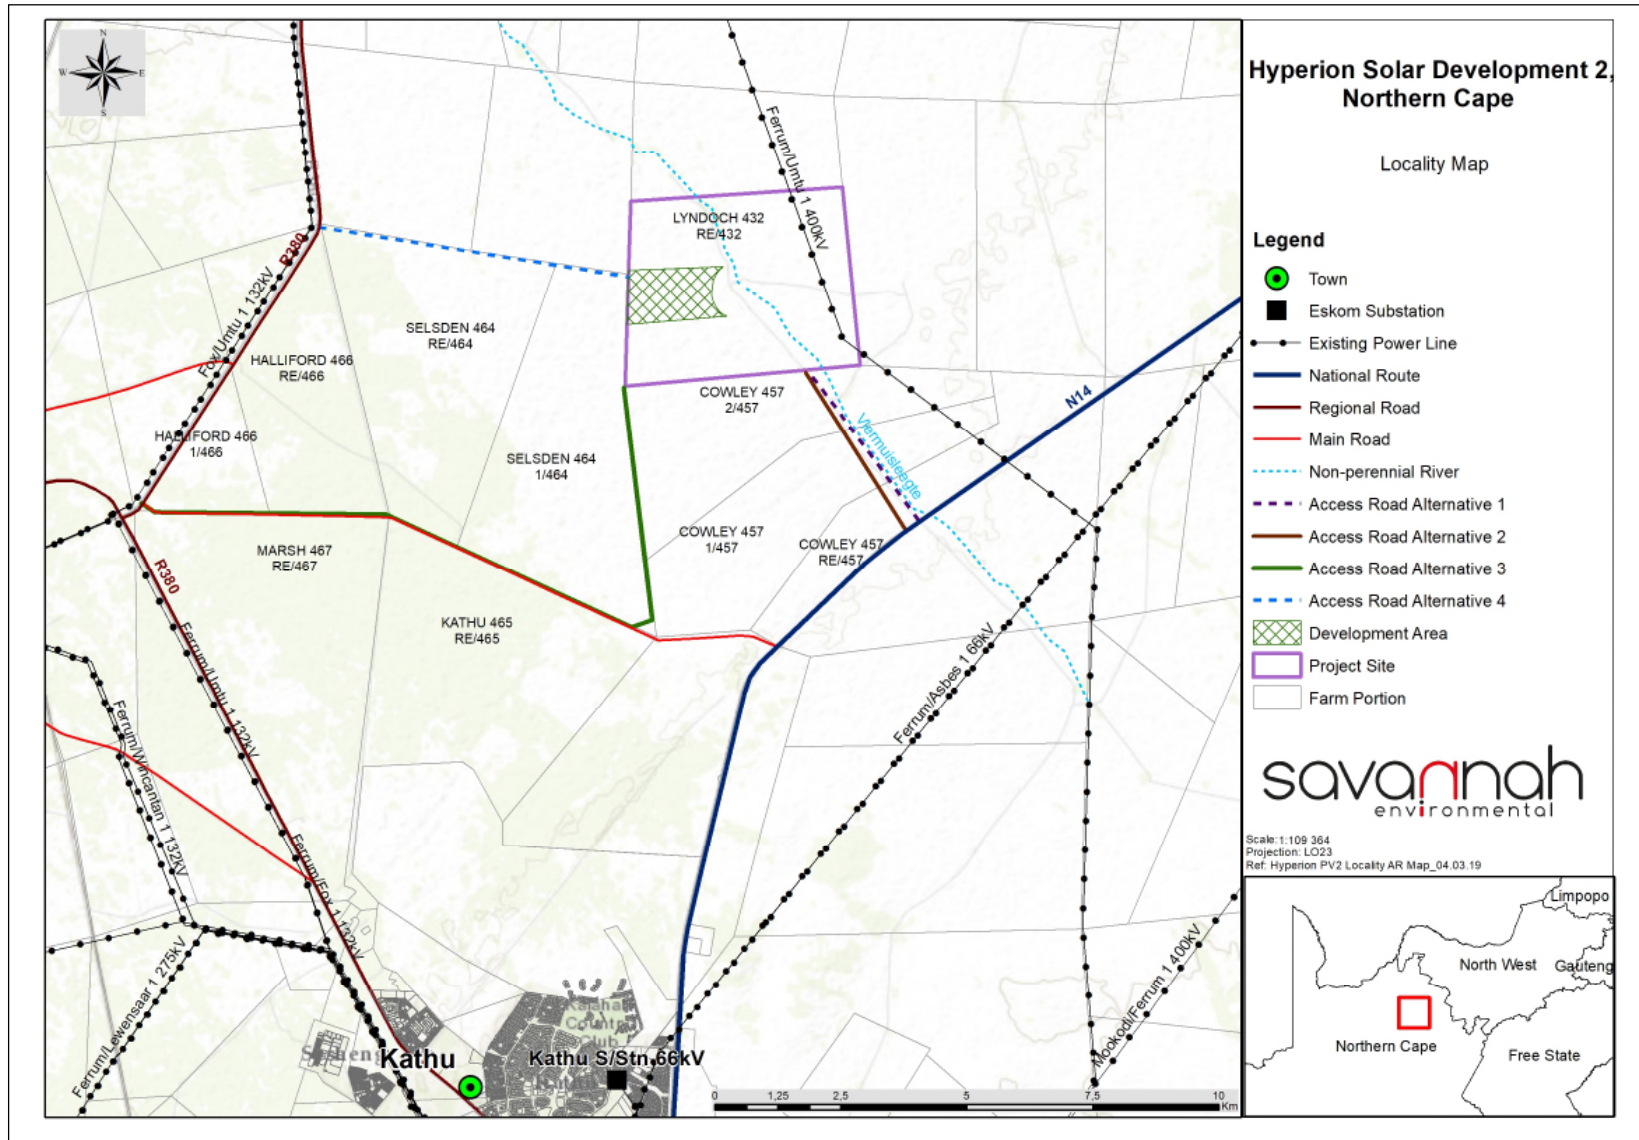 Hyperion Solar Development 2,
Northern Cape
Locality Map
Legend
Town
Eskom Substation
Existing Power Line
National Route
Regional Road
Main Road
Non-perennial River
Access Road Alternative 1
Access Road Alternative 2
Access Road Alternative 3
Access Road Alternative 4
Development Area
Project Site
Farm Portion
savannah
environmental
Scale:1:109 364
Projection: LO23
Ref: Hyperion PV2 Locality AR Map_04.03.19
Limpopo
North West
Gauteng
Northern Cape
Free State
N
W
E
S
Ferrum/Umtu 1 400kV
LYNDOCH 432
RE/432
R380
Fox/Umtu 1 132kV
SELSDEN 464
RE/464
HALLIFORD 466
RE/466
COWLEY 457
2/457
N14
Vlermuisleegte
HALLIFORD 466
1/466
SELSDEN 464
1/464
COWLEY 457
1/457
COWLEY 457
RE/457
MARSH 467
RE/467
R380
KATHU 465
RE/465
Ferrum/Umtu 1 132kV
Ferrum/Asbes 1 66kV
Ferrum/Wincantan 1 132kV
Ferrum/Fox 1 132kV
Ferrum/Lewensaar 1 275kV
Mookodi/Ferrum 1 400kV
Country
Club
Kathu
Kathu S/Stn 66kV
0
1,25
2,5
5
7,5
10
Km